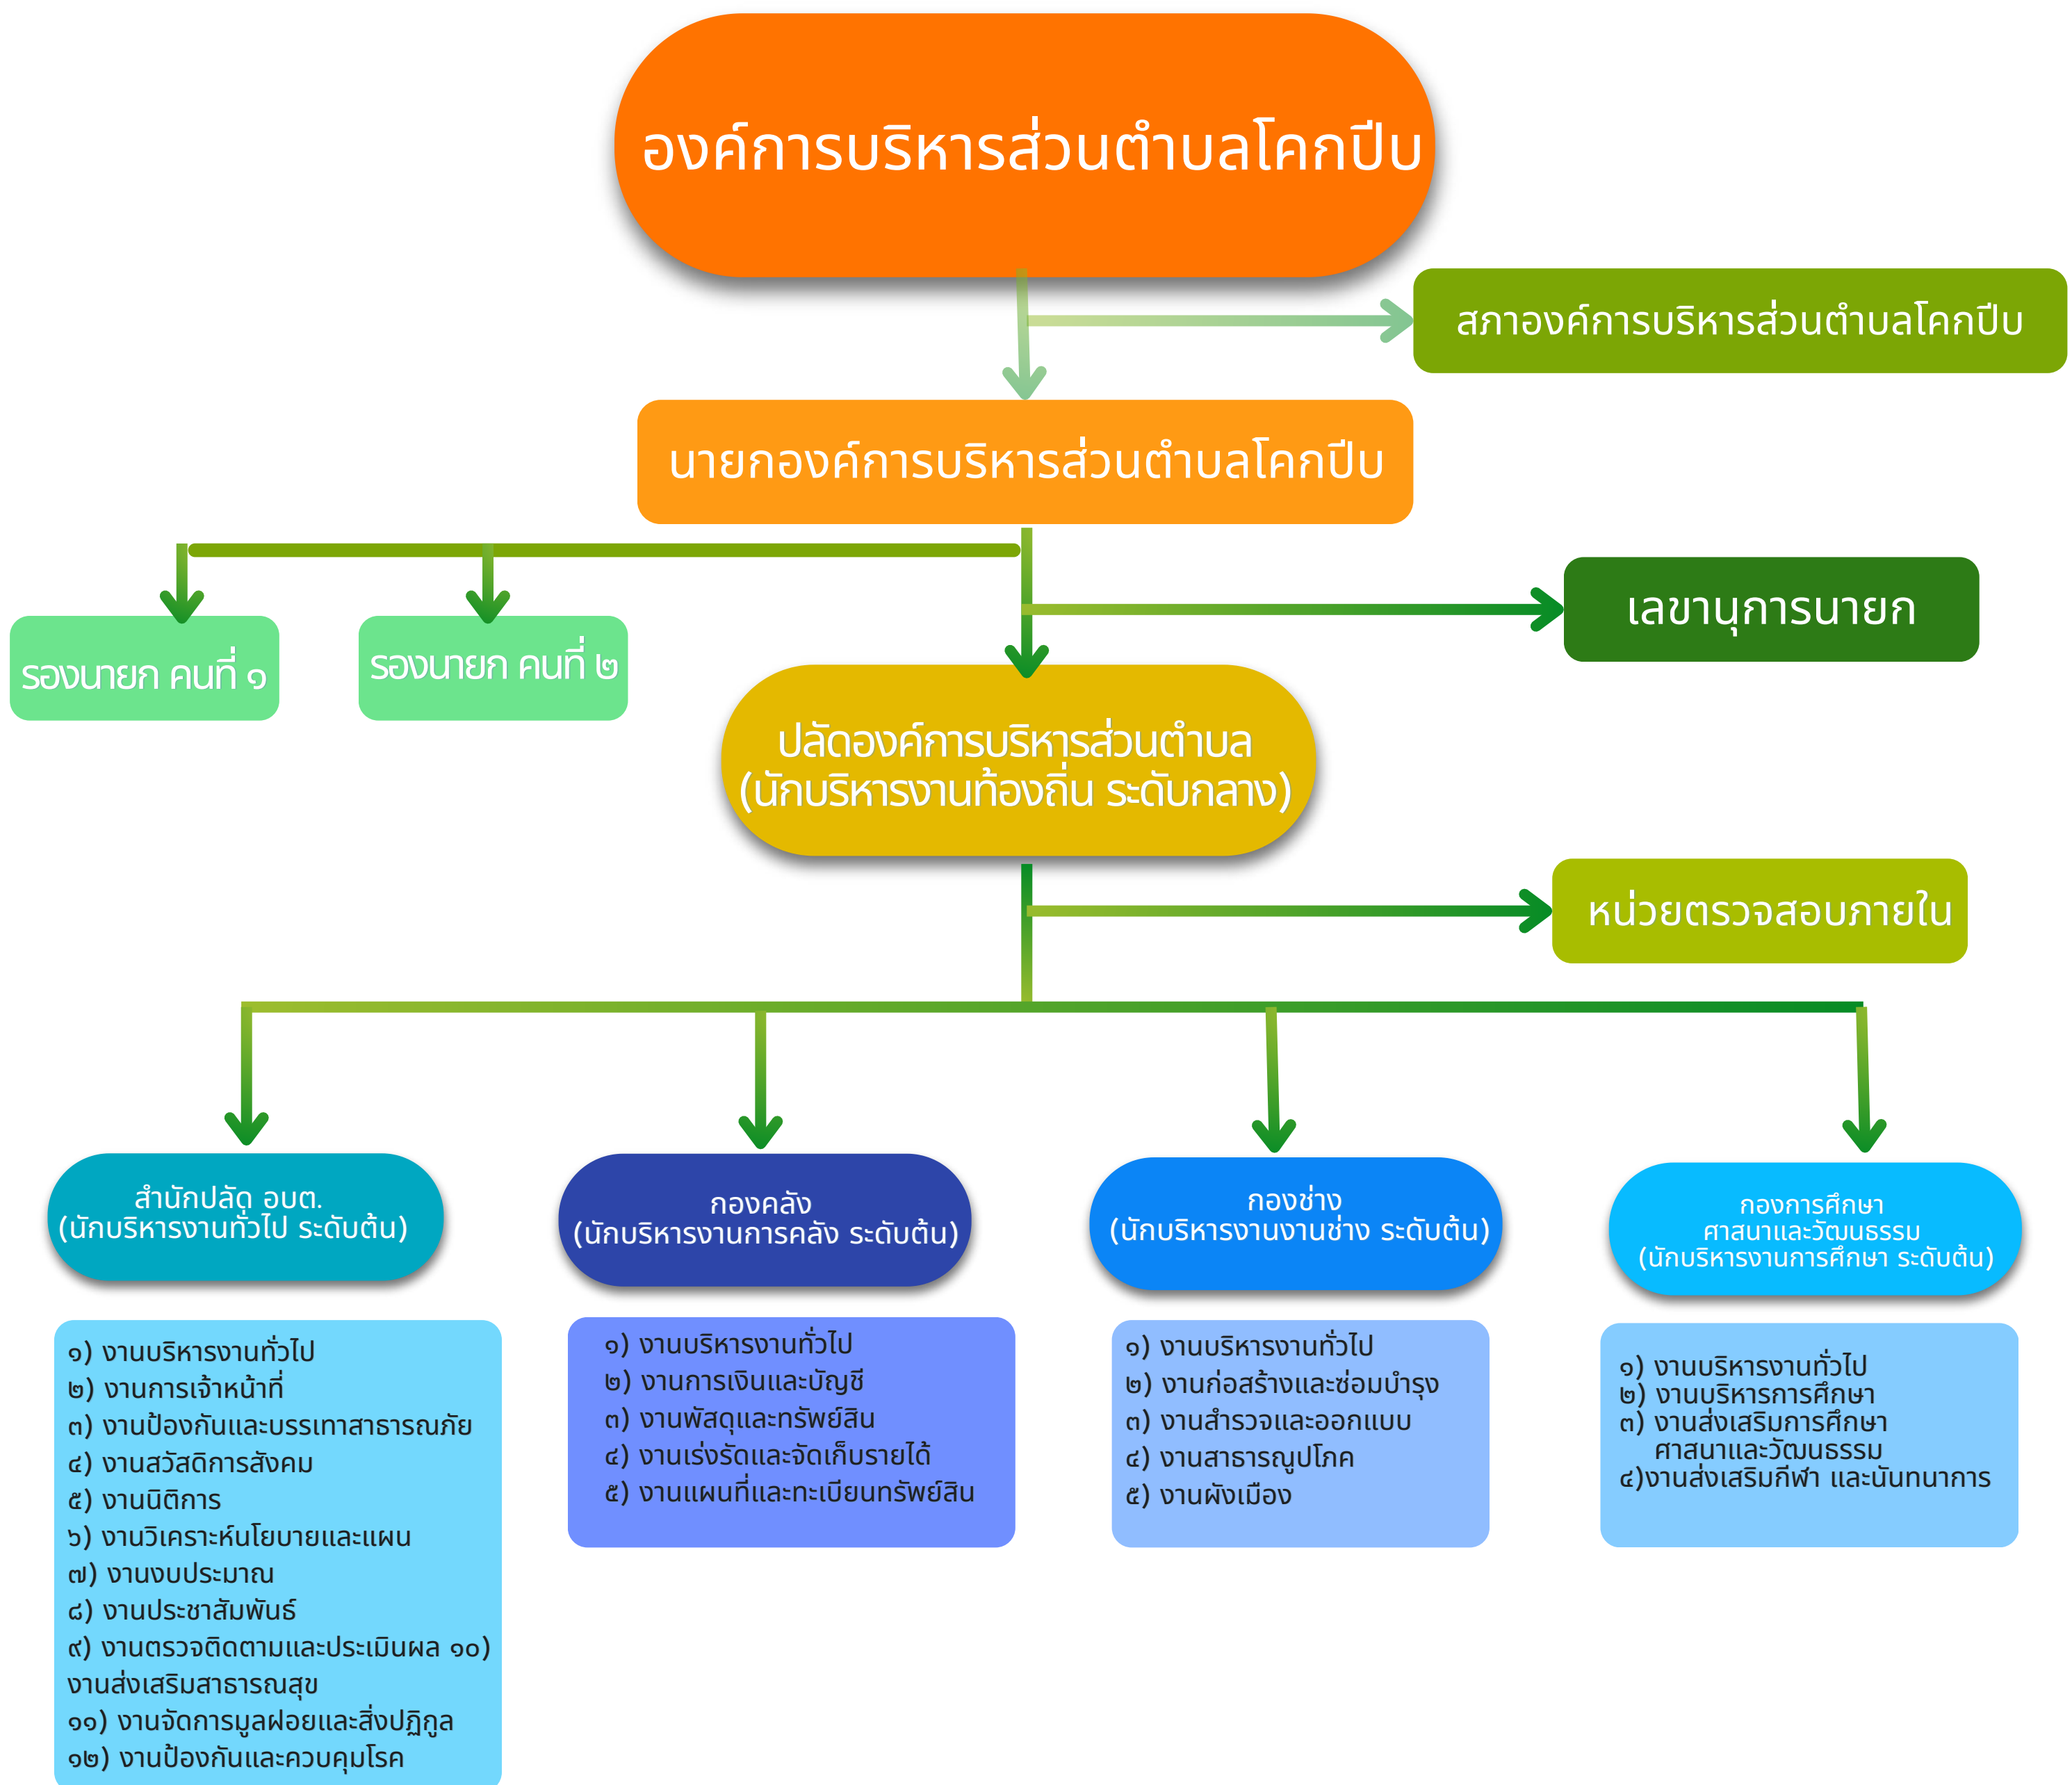 องค์การบริหารส่วนตำบลโคกปีบ
สภาองค์การบริหารส่วนตำบลโคกปีบ
นายกองค์การบริหารส่วนตำบลโคกปีบ
เลขานุการนายก
รองนายก คนที่ ๑
รองนายก คนที่ ๒
ปลัดองค์การบริหารส่วนตำบล
(นักบริหารงานท้องถิ่น ระดับกลาง)
หน่วยตรวจสอบภายใน
สำนักปลัด อบต.
(นักบริหารงานทั่วไป ระดับต้น)
กองคลัง
(นักบริหารงานการคลัง ระดับต้น)
กองช่าง
(นักบริหารงานงานช่าง ระดับต้น)
กองการศึกษา
ศาสนาและวัฒนธรรม
(นักบริหารงานการศึกษา ระดับต้น)
๑) งานบริหารงานทั่วไป
๒) งานการเจ้าหน้าที่
๓) งานป้องกันและบรรเทาสาธารณภัย
๔) งานสวัสดิการสังคม
๕) งานนิติการ
๖) งานวิเคราะห์นโยบายและแผน
๗) งานงบประมาณ
๘) งานประชาสัมพันธ์
๙) งานตรวจติดตามและประเมินผล ๑๐)
งานส่งเสริมสาธารณสุข
๑๑) งานจัดการมูลฝอยและสิ่งปฏิกูล
๑๒) งานป้องกันและควบคุมโรค
๑) งานบริหารงานทั่วไป
๒) งานการเงินและบัญชี
๓) งานพัสดุและทรัพย์สิน
๔) งานเร่งรัดและจัดเก็บรายได้
๕) งานแผนที่และทะเบียนทรัพย์สิน
๑) งานบริหารงานทั่วไป
๒) งานก่อสร้างและซ่อมบำรุง
๓) งานสำรวจและออกแบบ
๔) งานสาธารณูปโภค
๕) งานผังเมือง
๑) งานบริหารงานทั่วไป
๒) งานบริหารการศึกษา
๓) งานส่งเสริมการศึกษา
ศาสนาและวัฒนธรรม
๔)งานส่งเสริมกีฬา และนันทนาการ